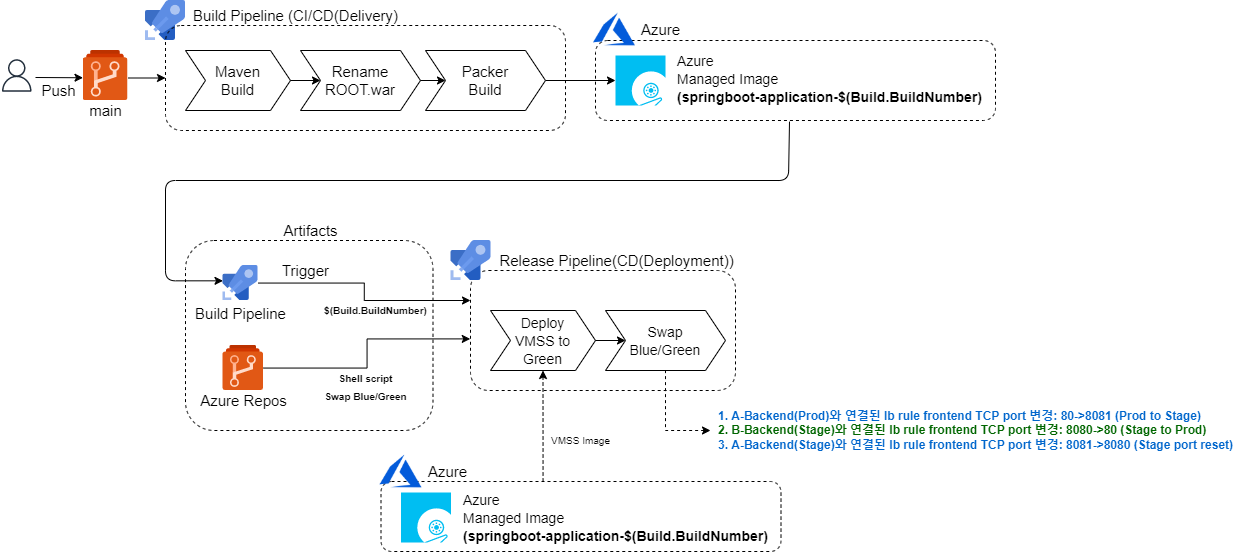 Build Pipeline (CI/CD(Delivery)
Azure
Push
main
Maven
Build
Rename
ROOT.war
Packer
Build
Azure
Managed Image
(springboot-application-$(Build.BuildNumber)
Artifacts
Trigger
$(Build.BuildNumber)
Build Pipeline
Shell script
Swap Blue/Green
Azure Repos
Release Pipeline(CD(Deployment))
Deploy
VMSS to
Green
Swap
Blue/Green
1. A-Backend(Prod)와 연결된 lb rule frontend TCP port 변경: 80->8081 (Prod to Stage)
2. B-Backend(Stage)와 연결된 lb rule frontend TCP port 변경: 8080->80 (Stage to Prod)
3. A-Backend(Stage)와 연결된 lb rule frontend TCP port 변경: 8081->8080 (Stage port reset)
VMSS Image
Azure
Azure
Managed Image
(springboot-application-$(Build.BuildNumber)